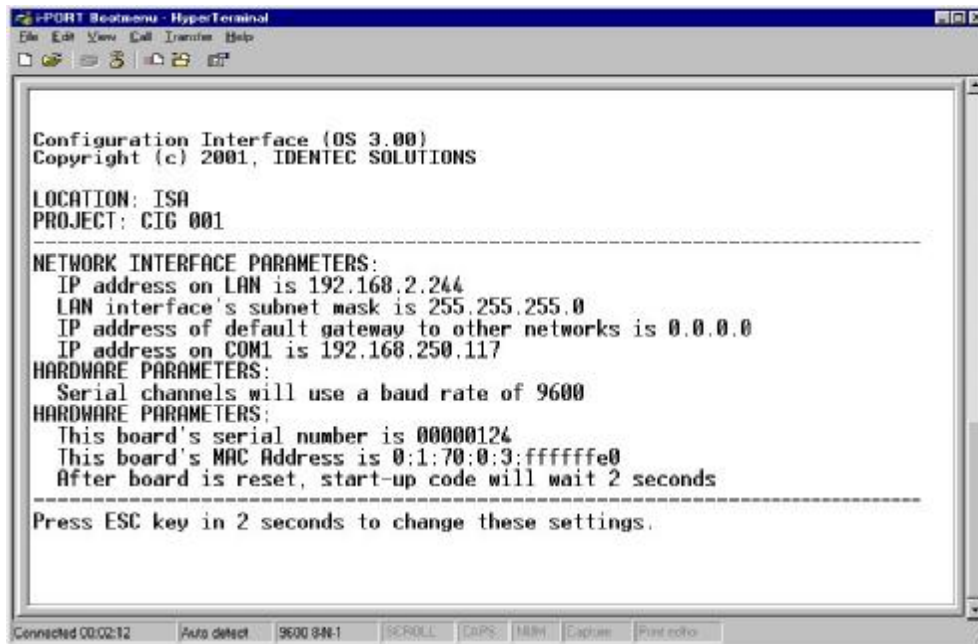 i-PORT Bootmenu - HyperTerminal
File Edit View Call Transfer Help
Configuration Interface (OS 3.00)
Copyright (c) 2001, IDENTEC SOLUTIONS
LOCATION: ISA
PROJECT: CIG 001
NETWORK INTERFACE PARAMETERS:
IP address on LAN is 192.168.2.244
LAN interface's subnet mask is 255.255.255.0
IP address of default gateway to other networks is 0.0.0.0
IP address on COM1 is 192.168.250.117
HARDWARE PARAMETERS:
Serial channels will use a baud rate of 9600
HARDWARE PARAMETERS:
This board's serial number is 00000124
This board's MAC Address is 0:1:70:0:3:ffffffe0
After board is reset, start-up code will wait 2 seconds
Press ESC key in 2 seconds to change these settings.
Connected 00:02:12 Auto detect 9600 8-N-1 SCROLL CAPS NUM Capture Print echo